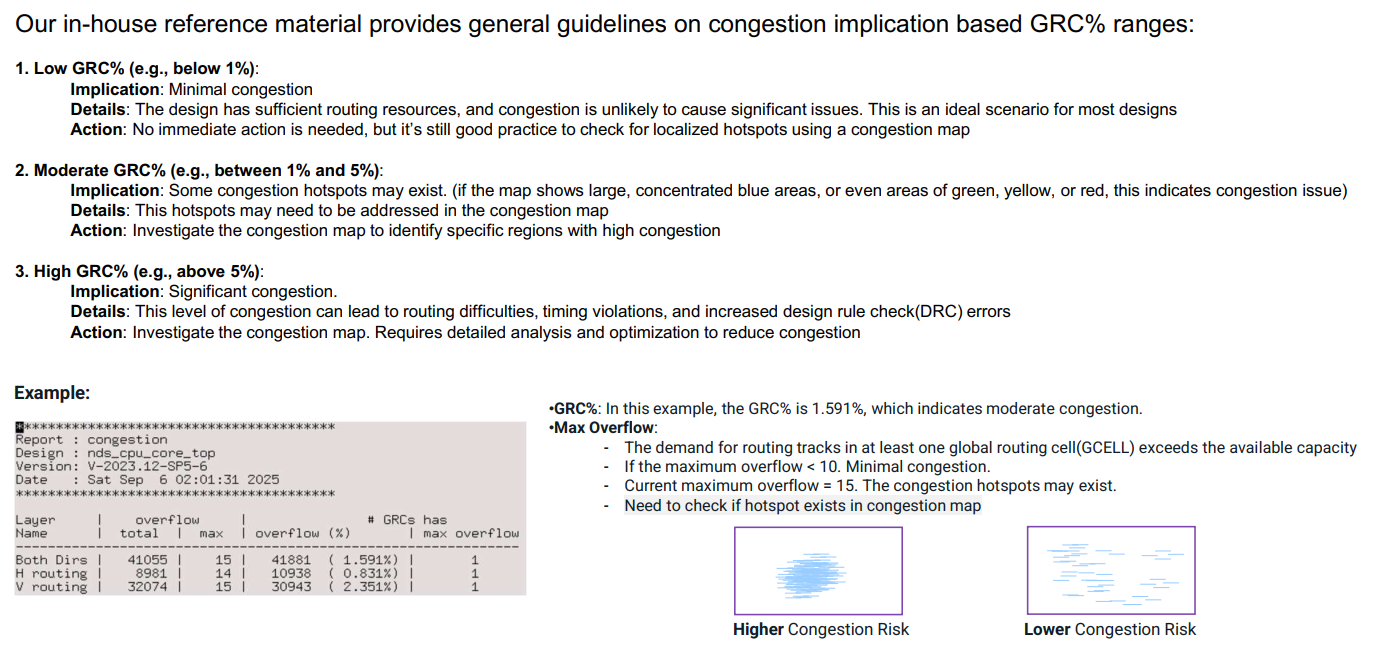 Our in-house reference material provides general guidelines on congestion implication based GRC% ranges:
1. Low GRC% (e.g., below 1%):
Implication: Minimal congestion
Details: The design has sufficient routing resources, and congestion is unlikely to cause significant issues. This is an ideal scenario for most designs
Action: No immediate action is needed, but it's still good practice to check for localized hotspots using a congestion map
2. Moderate GRC% (e.g., between 1% and 5%):
Implication: Some congestion hotspots may exist. (if the map shows large, concentrated blue areas, or even areas of green, yellow, or red, this indicates congestion issue)
Details: This hotspots may need to be addressed in the congestion map
Action: Investigate the congestion map to identify specific regions with high congestion
3. High GRC% (e.g., above 5%):
Implication: Significant congestion.
Details: This level of congestion can lead to routing difficulties, timing violations, and increased design rule check(DRC) errors
Action: Investigate the congestion map. Requires detailed analysis and optimization to reduce congestion
Example:
****************************************
Report : congestion
Design : nds_cpu_core_top
Version: V-2023.12-SP5-6
Date   : Sat Sep  6 02:01:31 2025
****************************************
Layer     |    overflow     |               # GRCs has
Name      |  total  |  max  | overflow (%)       | max overflow
---------------------------------------------------------------
Both Dirs |   41055 |    15 |   41881  ( 1.591%) |       1
H routing |    8981 |    14 |   10938  ( 0.831%) |       1
V routing |   32074 |    15 |   30943  ( 2.351%) |       1
•GRC%: In this example, the GRC% is 1.591%, which indicates moderate congestion.
•Max Overflow:
- The demand for routing tracks in at least one global routing cell(GCELL) exceeds the available capacity
- If the maximum overflow < 10. Minimal congestion.
- Current maximum overflow = 15. The congestion hotspots may exist.
- Need to check if hotspot exists in congestion map
Higher Congestion Risk
Lower Congestion Risk